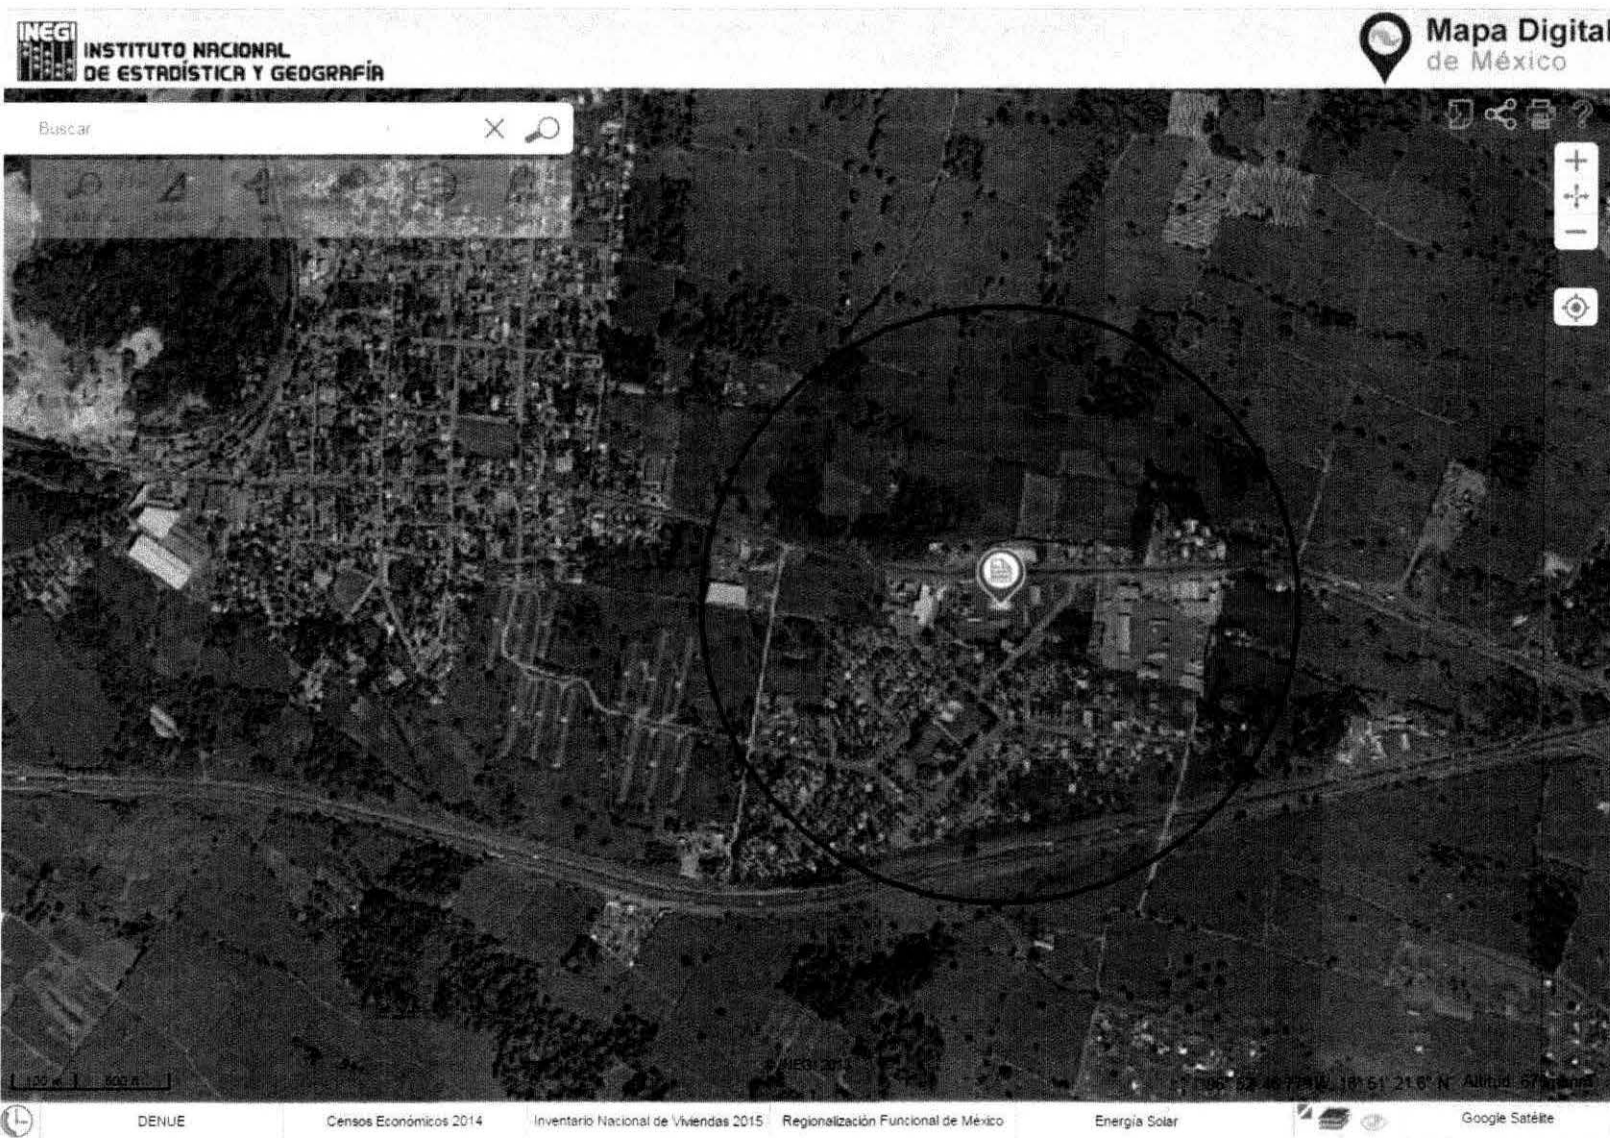 INEGI
INSTITUTO NACIONAL
DE ESTADÍSTICA Y GEOGRAFÍA
Mapa Digital
de México
Buscar
?
INEGI
DENUE
Censos Económicos 2014
Inventario Nacional de Viviendas 2015
Regionalización Funcional de México
Energía Solar
Google Satélite